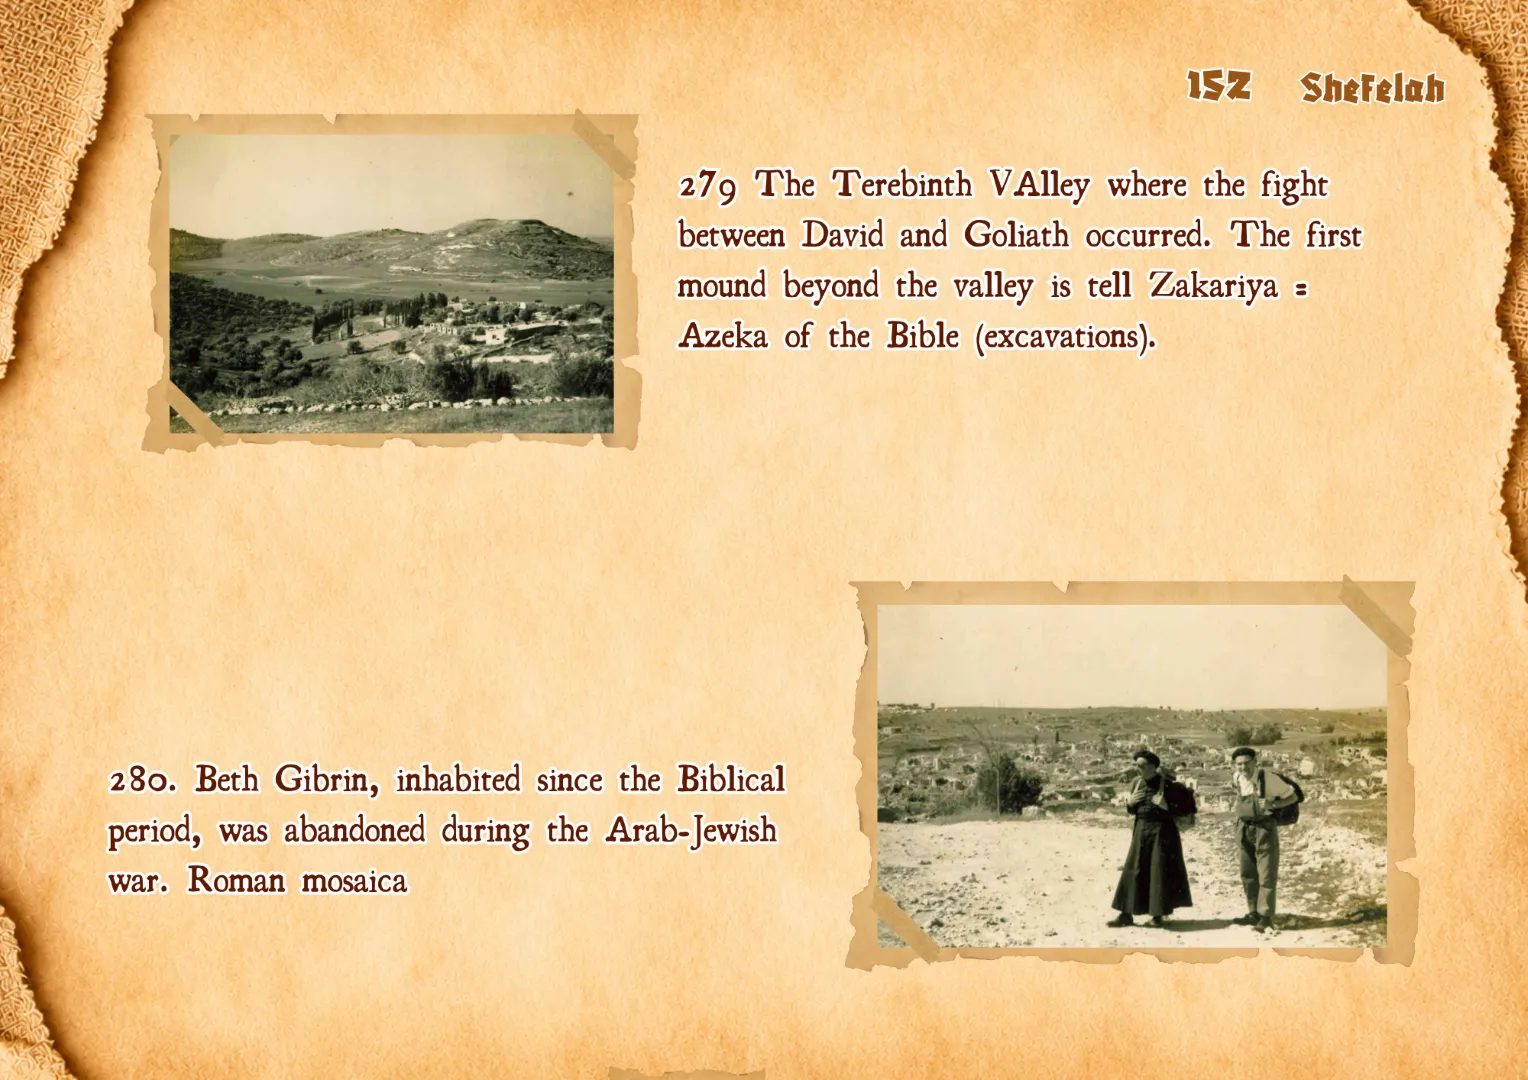 152 Shefelah
279 The Terebinth VAlley where the fight
between David and Goliath occurred. The first
mound beyond the valley is tell Zakariya =
Azeka of the Bible (excavations).
280. Beth Gibrin, inhabited since the Biblical
period, was abandoned during the Arab-Jewish
war. Roman mosaica